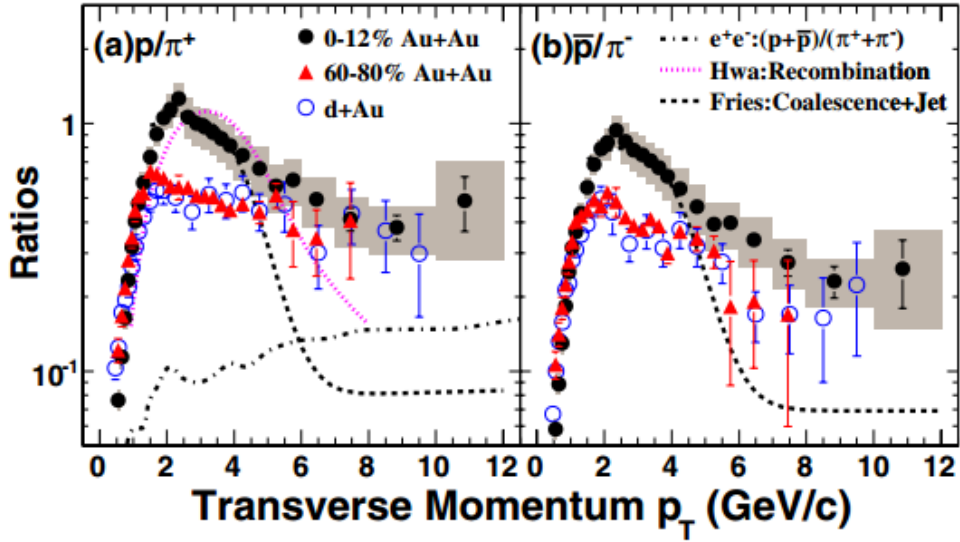 (a)p/π⁺
0-12% Au+Au
60-80% Au+Au
d+Au
(b)p̅/π⁻
e⁺e⁻:(p+p̅)/(π⁺+π⁻)
Hwa:Recombination
Fries:Coalescence+Jet
Ratios
1
10⁻¹
0 2 4 6 8 10 12
0 2 4 6 8 10 12
Transverse Momentum p_T (GeV/c)